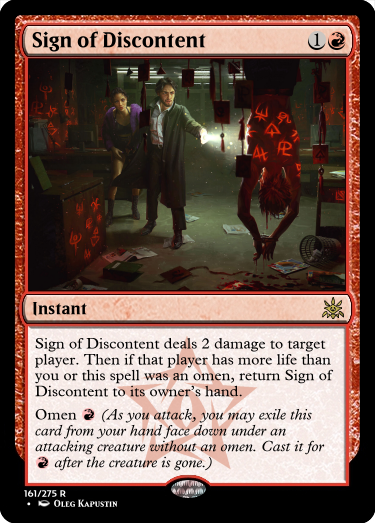 Sign of Discontent 1
Instant
Sign of Discontent deals 2 damage to target
player. Then if that player has more life than
you or this spell was an omen, return Sign of
Discontent to its owner's hand.
Omen (As you attack, you may exile this
card from your hand face down under an
attacking creature without an omen. Cast it for
after the creature is gone.)
161/275 R
• Oleg Kapustin